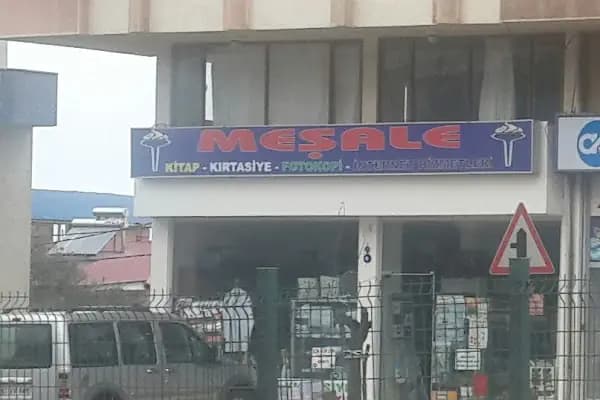 MEŞALE
KİTAP - KIRTASİYE - FOTOKOPİ - İNTERNET HİZMETLERİ